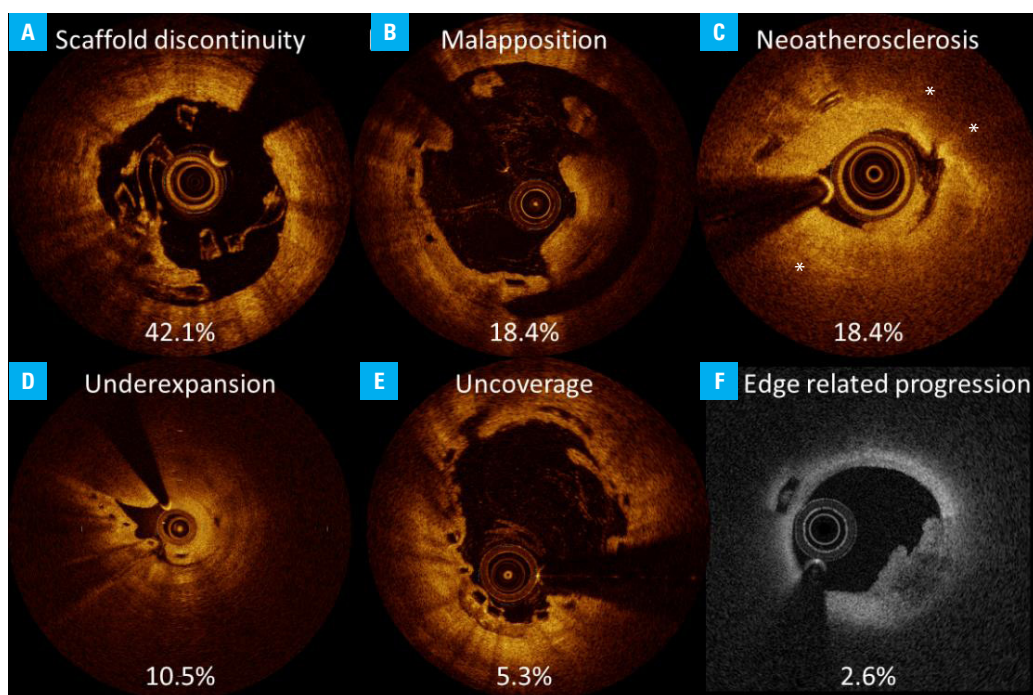 A Scaffold discontinuity
42.1%
B Malapposition
18.4%
C Neoatherosclerosis
*
*
*
18.4%
D Underexpansion
10.5%
E Uncoverage
5.3%
F Edge related progression
2.6%